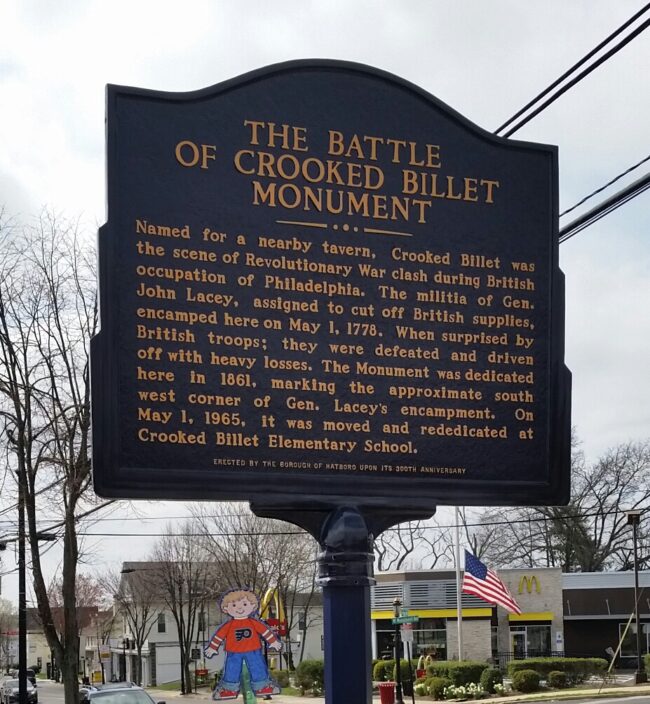 THE BATTLE
OF CROOKED BILLET
MONUMENT
Named for a nearby tavern, Crooked Billet was
the scene of Revolutionary War clash during British
occupation of Philadelphia. The militia of Gen.
John Lacey, assigned to cut off British supplies,
encamped here on May 1, 1778. When surprised by
British troops; they were defeated and driven
off with heavy losses. The Monument was dedicated
here in 1861, marking the approximate south
west corner of Gen. Lacey's encampment. On
May 1, 1965, it was moved and rededicated at
Crooked Billet Elementary School.
ERECTED BY THE BOROUGH OF HATBORO UPON ITS 300TH ANNIVERSARY